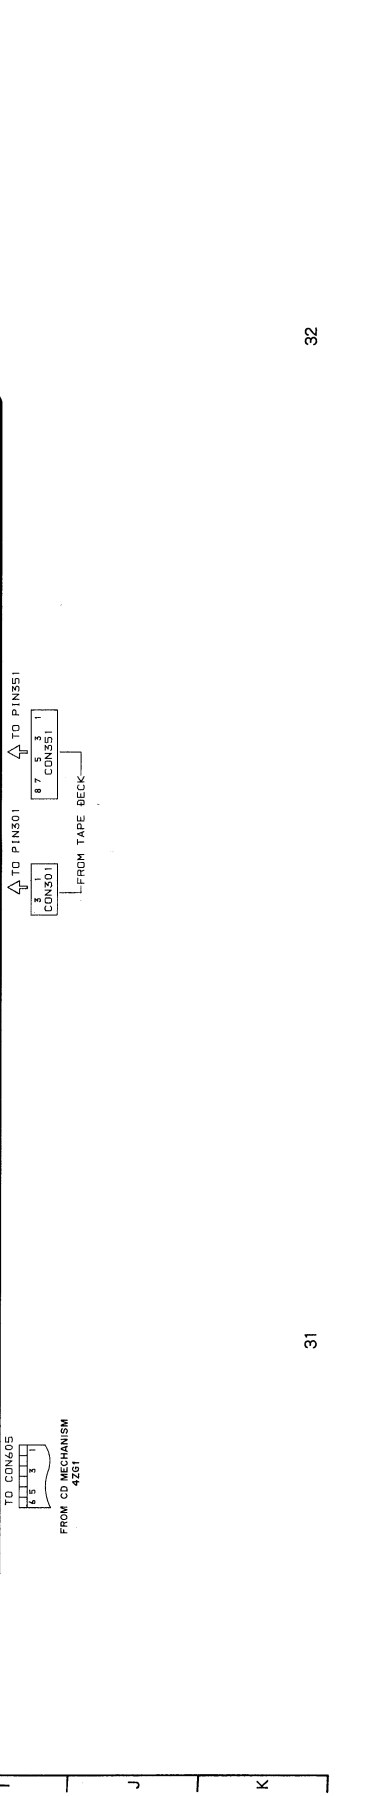 TO CON605
6 5 3 1
FROM CD MECHANISM
4ZG1
TO PIN301
3 1
CON301
TO PIN351
8 7 5 3 1
CON351
FROM TAPE DECK
31
32
J
K